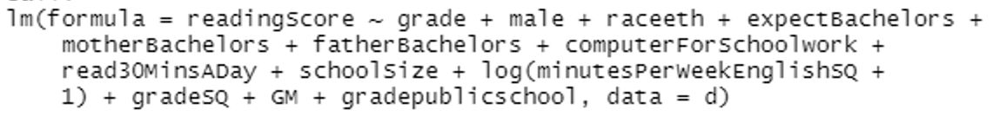 lm(formula = readingScore ~ grade + male + raceeth + expectBachelors +
motherBachelors + fatherBachelors + computerForSchoolwork +
read30MinsADay + schoolSize + log(minutesPerWeekEnglishSQ +
1) + gradeSQ + GM + gradepublicschool, data = d)